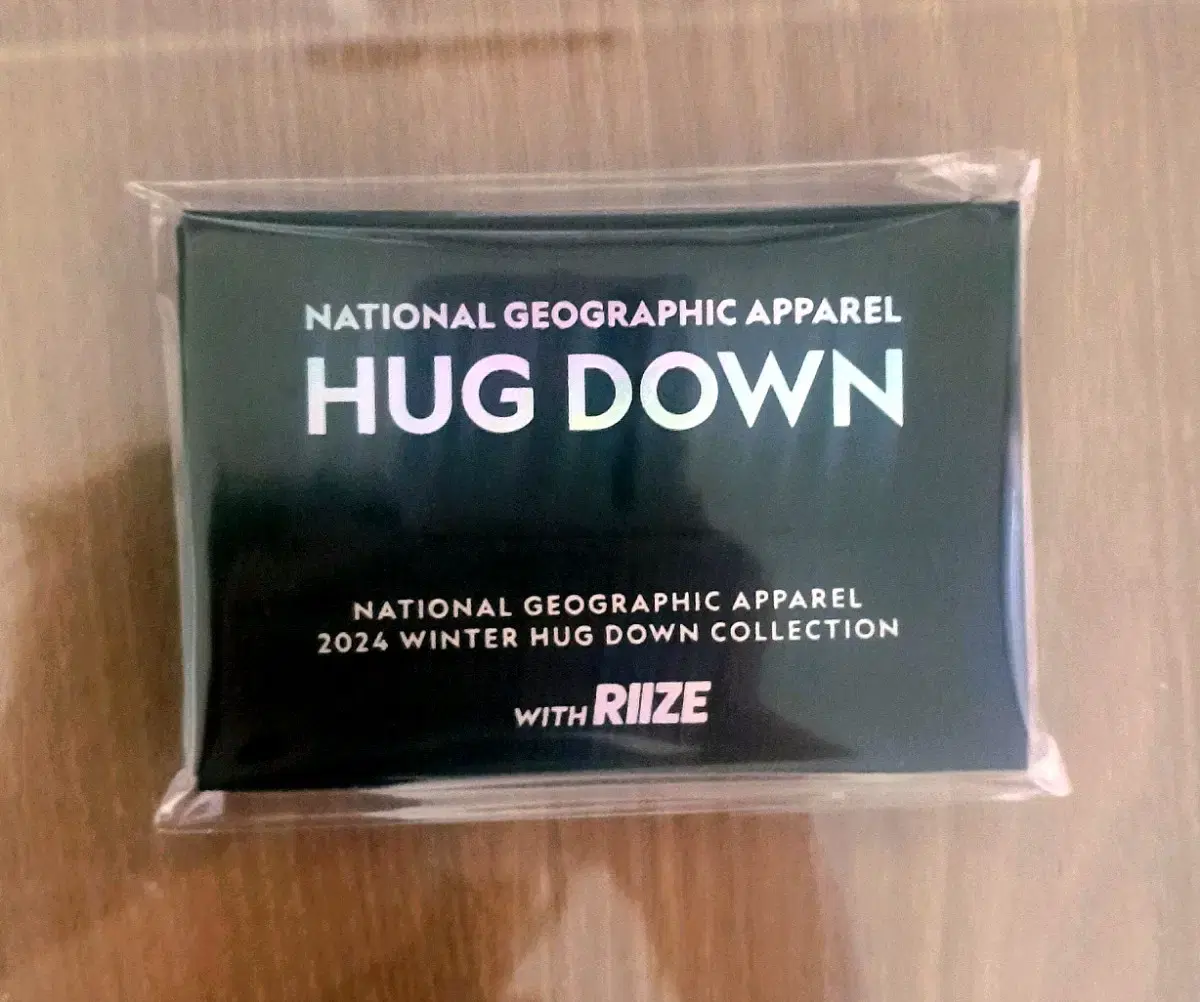 NATIONAL GEOGRAPHIC APPAREL
HUG DOWN
NATIONAL GEOGRAPHIC APPAREL
2024 WINTER HUG DOWN COLLECTION
WITH RIIZE